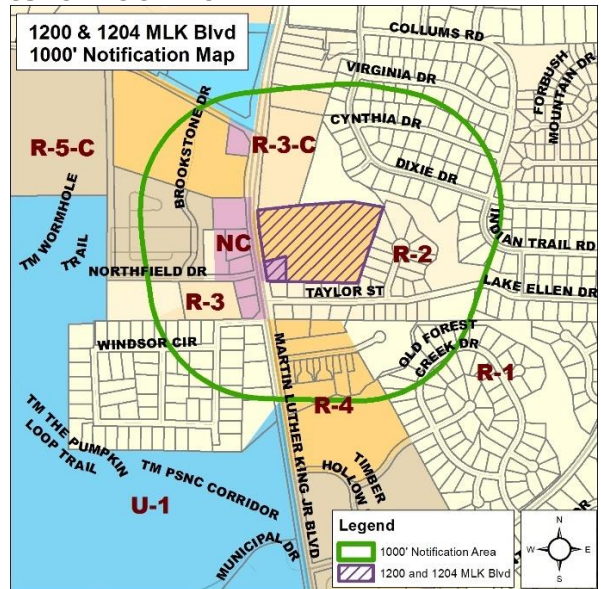 1200 & 1204 MLK Blvd
1000' Notification Map
COLLUMS RD
VIRGINIA DR
CYNTHIA DR
DIXIE DR
FORBUSH
MOUNTAIN DR
BROOKSTONE DR
R-5-C
R-3-C
TM WORMHOLE
TRAIL
NC
R-2
INDIAN TRAIL RD
NORTHFIELD DR
LAKE ELLEN DR
TAYLOR ST
R-3
WINDSOR CIR
OLD FOREST
CREEK DR
R-1
MARTIN LUTHER KING JR BLVD
R-4
TM THE PUMPKIN
LOOP TRAIL
TM PSNC CORRIDOR
TIMBER
HOLLOW
U-1
MUNICIPAL DR
DR
Legend
1000' Notification Area
1200 and 1204 MLK Blvd
N
W
E
S